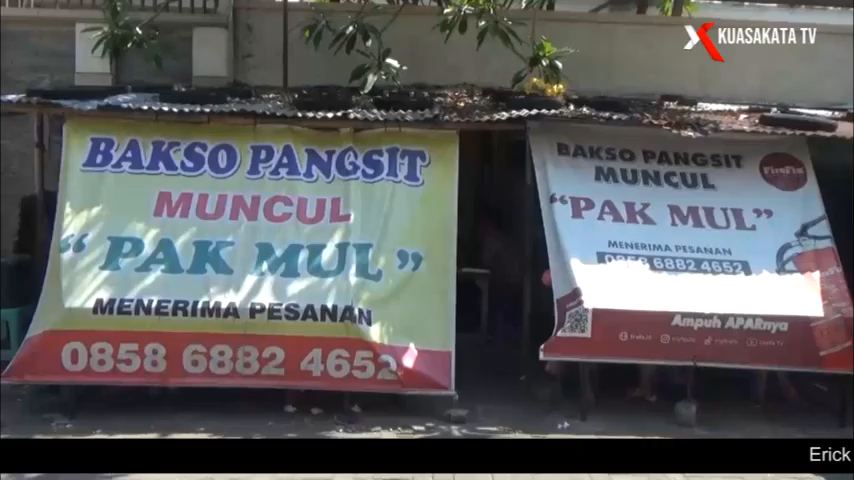 KUASAKATA TV
BAKSO PANGSIT
MUNCUL
“PAK MUL”
MENERIMA PESANAN
0858 6882 4652
BAKSO PANGSIT
MUNCUL
“PAK MUL”
MENERIMA PESANAN
0858 6882 4652
Ampuh APARnya
Erick